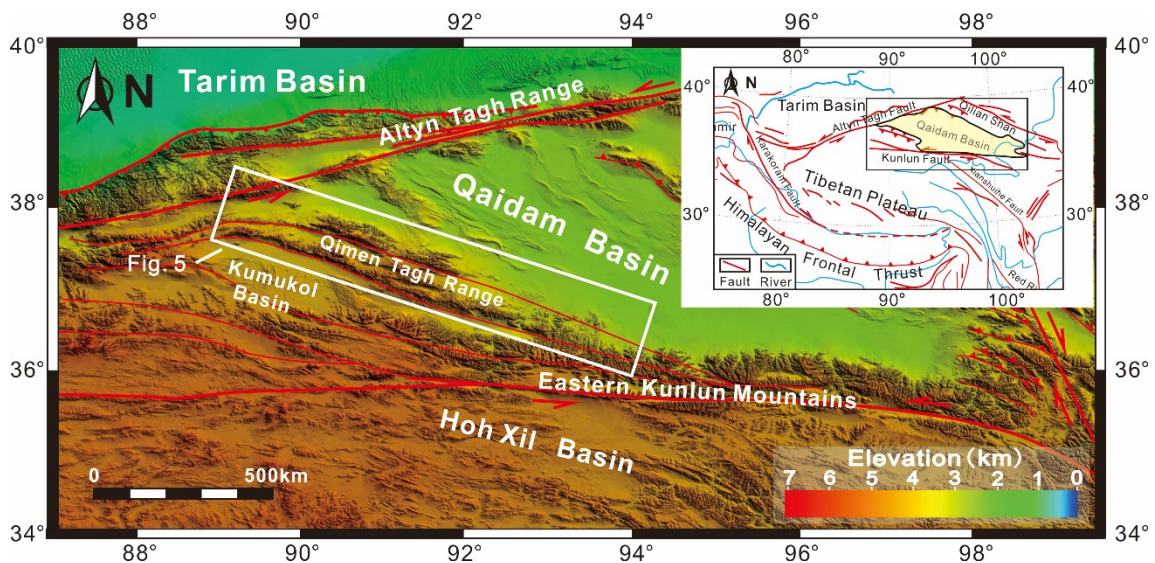 88°
90°
92°
94°
96°
98°
40°
40°
N
Tarim Basin
Altyn Tagh Range
80°
90°
100°
40°
40°
N
Tarim Basin
Altyn Tagh Fault
Qilian Shan
mir
Qaidam Basin
Kunlun Fault
Karakoram Fault
Xianshuihe Fault
Tibetan Plateau
30°
30°
Himalayan Frontal Thrust
Red Ri
Fault
River
80°
90°
100°
38°
38°
Qaidam Basin
Qimen Tagh Range
Fig. 5
Kumukol
Basin
36°
36°
Eastern Kunlun Mountains
Hoh Xil Basin
0
500km
Elevation (km)
7
6
5
4
3
2
1
0
34°
34°
88°
90°
92°
94°
96°
98°